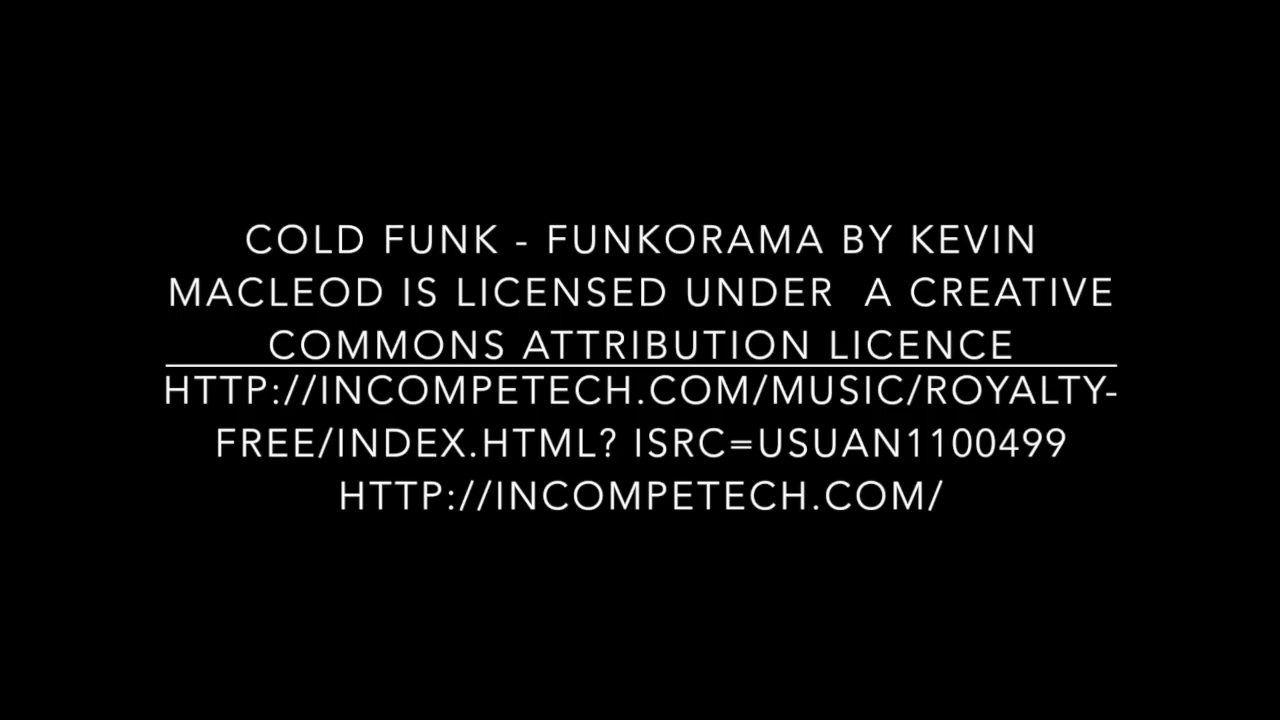 COLD FUNK - FUNKORAMA BY KEVIN
MACLEOD IS LICENSED UNDER  A CREATIVE
COMMONS ATTRIBUTION LICENCE
HTTP://INCOMPETECH.COM/MUSIC/ROYALTY-
FREE/INDEX.HTML? ISRC=USUAN1100499
HTTP://INCOMPETECH.COM/